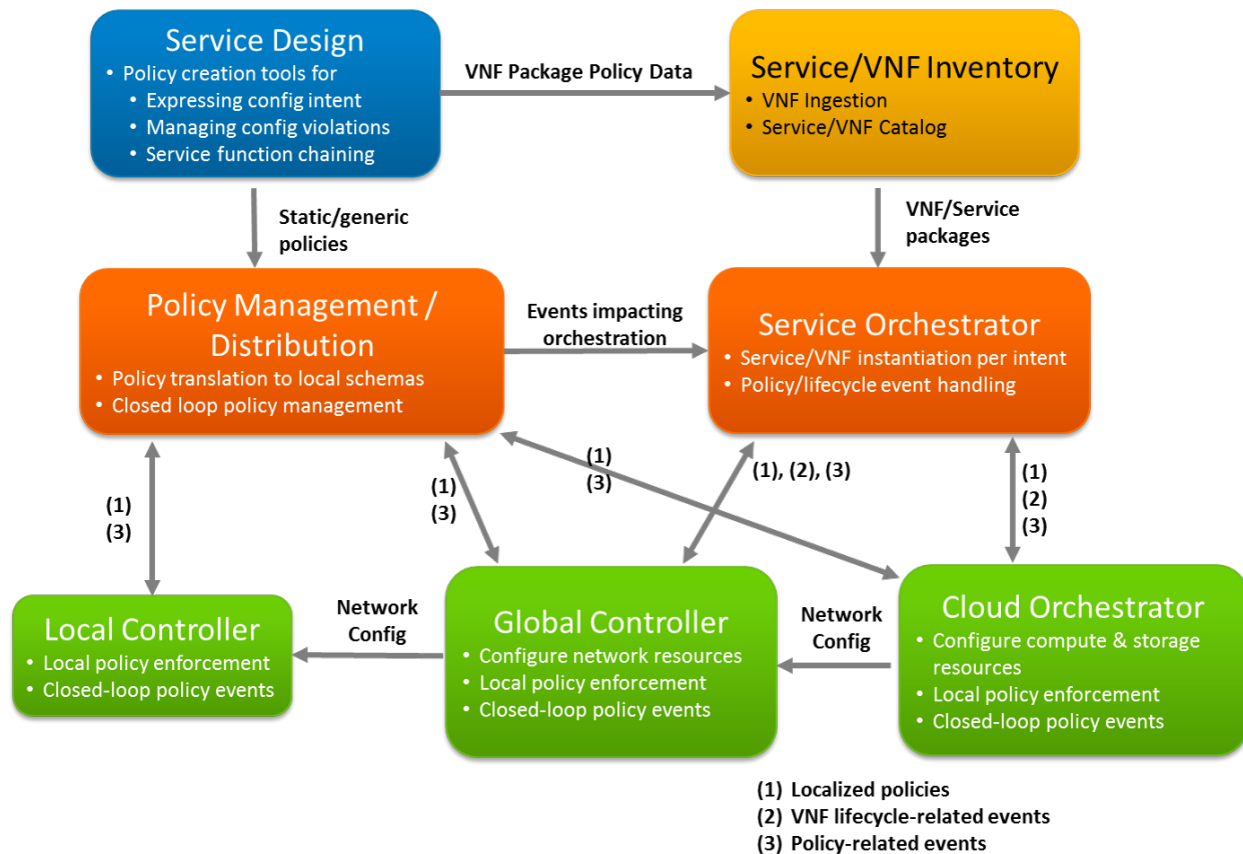 Service Design
• Policy creation tools for
• Expressing config intent
• Managing config violations
• Service function chaining
VNF Package Policy Data
Service/VNF Inventory
• VNF Ingestion
• Service/VNF Catalog
Static/generic
policies
VNF/Service
packages
Policy Management /
Distribution
• Policy translation to local schemas
• Closed loop policy management
Events impacting
orchestration
Service Orchestrator
• Service/VNF instantiation per intent
• Policy/lifecycle event handling
(1)
(3)
(1)
(3)
(1)
(3)
(1), (2), (3)
(1)
(2)
(3)
Local Controller
• Local policy enforcement
• Closed-loop policy events
Network
Config
Global Controller
• Configure network resources
• Local policy enforcement
• Closed-loop policy events
Network
Config
Cloud Orchestrator
• Configure compute & storage
resources
• Local policy enforcement
• Closed-loop policy events
(1) Localized policies
(2) VNF lifecycle-related events
(3) Policy-related events